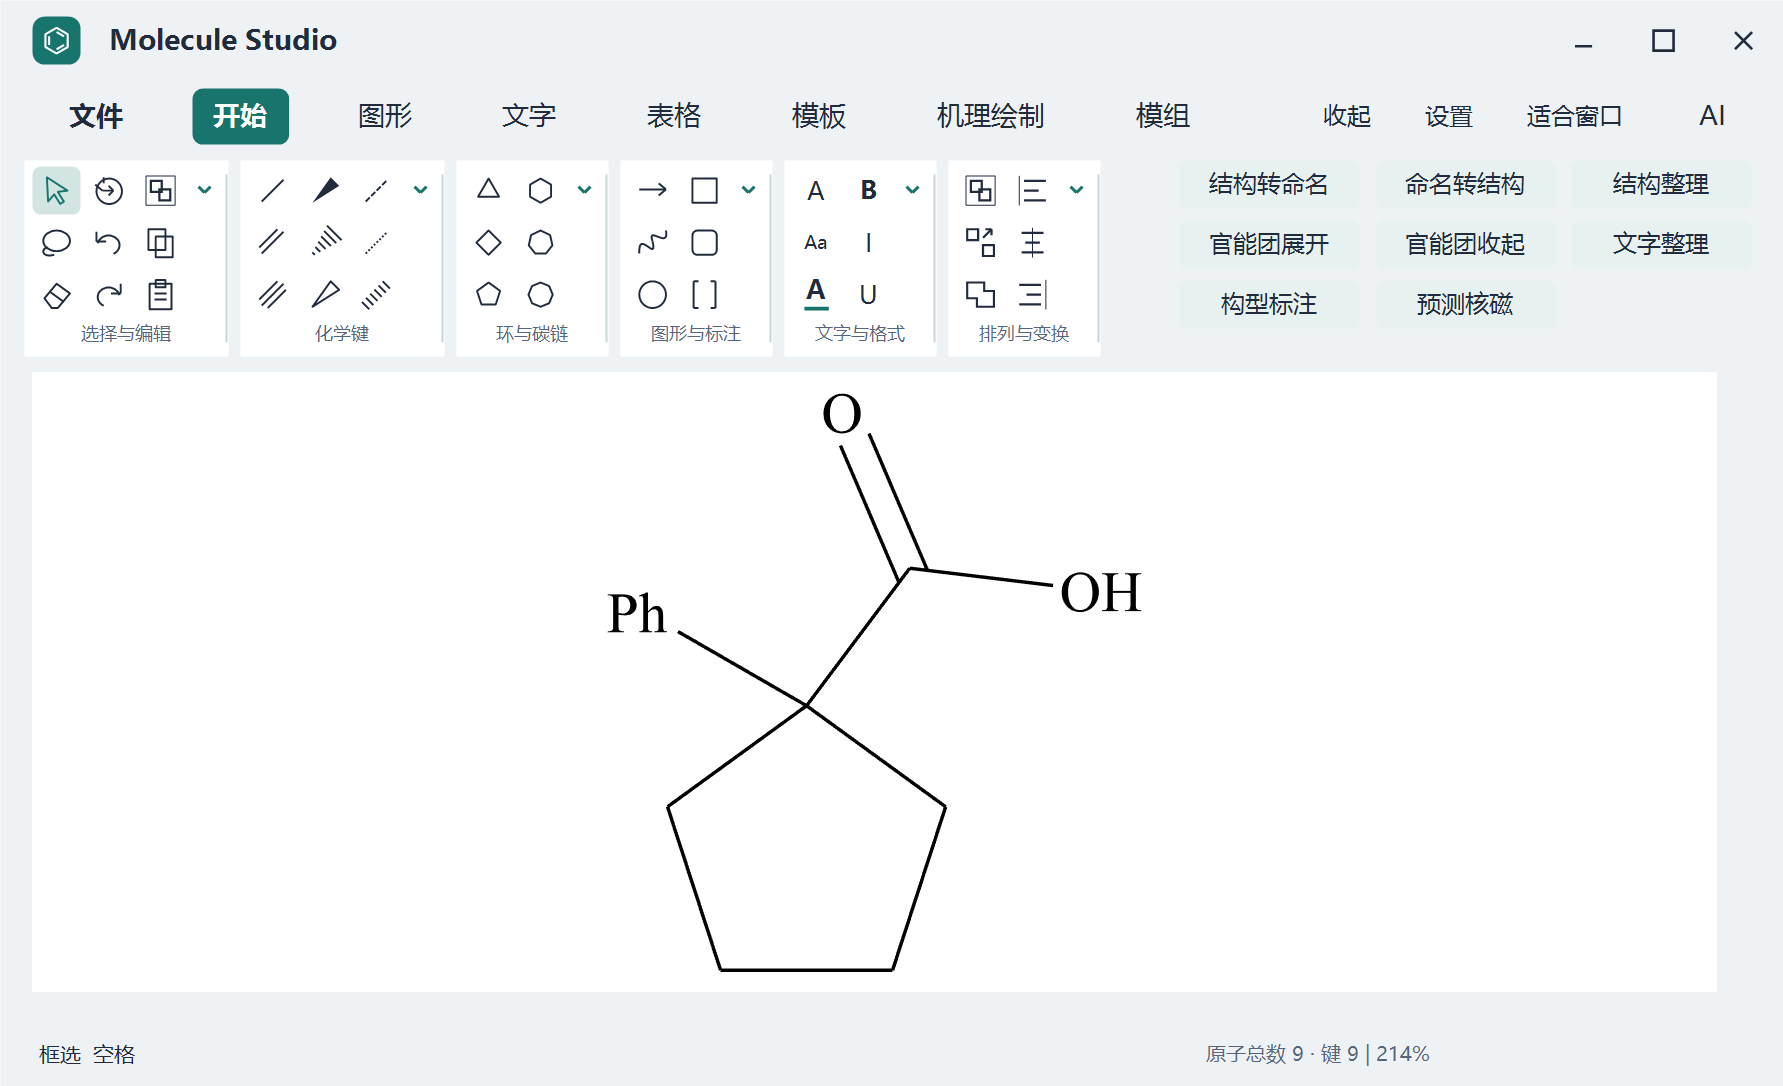 Molecule Studio
文件 开始 图形 文字 表格 模板 机理绘制 模组 收起 设置 适合窗口 AI
A B
Aa I
A U
选择与编辑 化学键 环与碳链 图形与标注 文字与格式 排列与变换
结构转命名 命名转结构 结构整理
官能团展开 官能团收起 文字整理
构型标注 预测核磁
O
OH
Ph
框选 空格 原子总数 9 · 键 9 | 214%